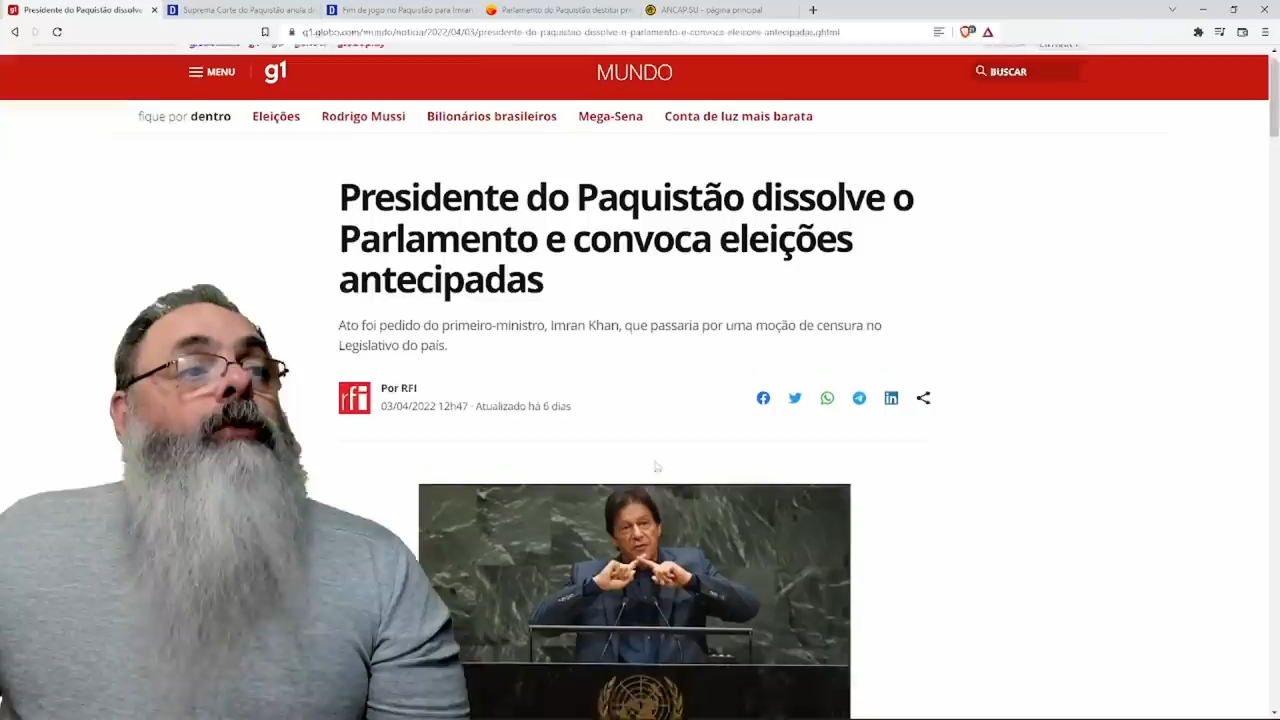 Presidente do Paquistão dissolve
Suprema Corte do Paquistão anula d
Fim de jogo no Paquistão para Imran
Parlamento do Paquistão destitui pri
ANCAP.SU - página principal
g1.globo.com/mundo/noticia/2022/04/03/presidente-do-paquistao-dissolve-o-parlamento-e-convoca-eleicoes-antecipadas.ghtml
MENU
g1
MUNDO
BUSCAR
fique por dentro
Eleições
Rodrigo Mussi
Bilionários brasileiros
Mega-Sena
Conta de luz mais barata
Presidente do Paquistão dissolve o
Parlamento e convoca eleições
antecipadas
Ato foi pedido do primeiro-ministro, Imran Khan, que passaria por uma moção de censura no
Legislativo do país.
rfi
Por RFI
03/04/2022 12h47 · Atualizado há 6 dias